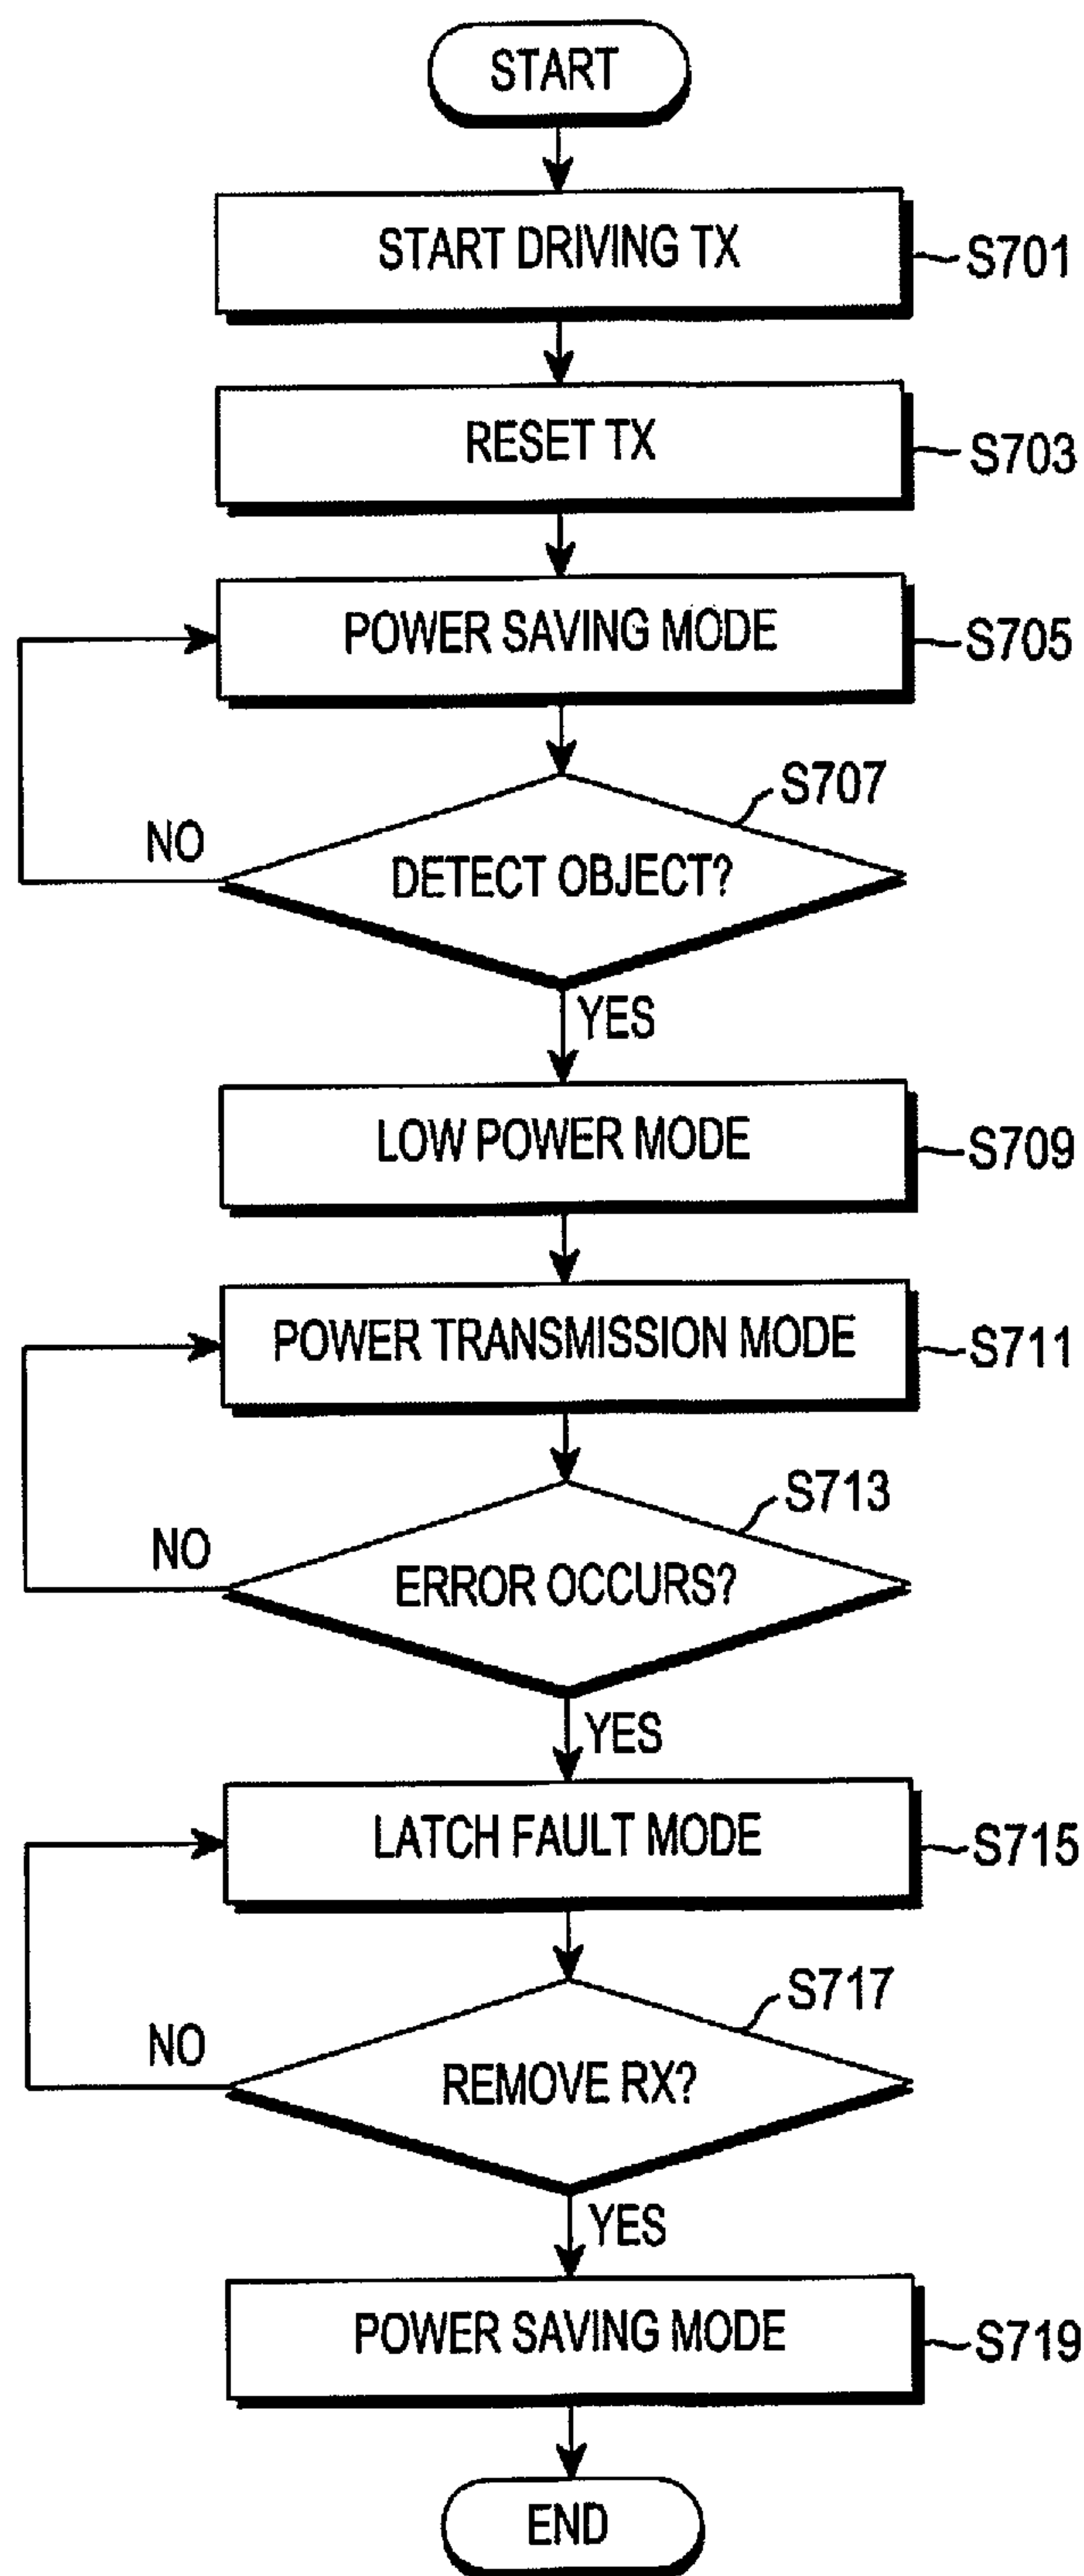 START
START DRIVING TX
S701
RESET TX
S703
POWER SAVING MODE
S705
S707
NO
DETECT OBJECT?
YES
LOW POWER MODE
S709
POWER TRANSMISSION MODE
S711
S713
NO
ERROR OCCURS?
YES
LATCH FAULT MODE
S715
S717
NO
REMOVE RX?
YES
POWER SAVING MODE
S719
END